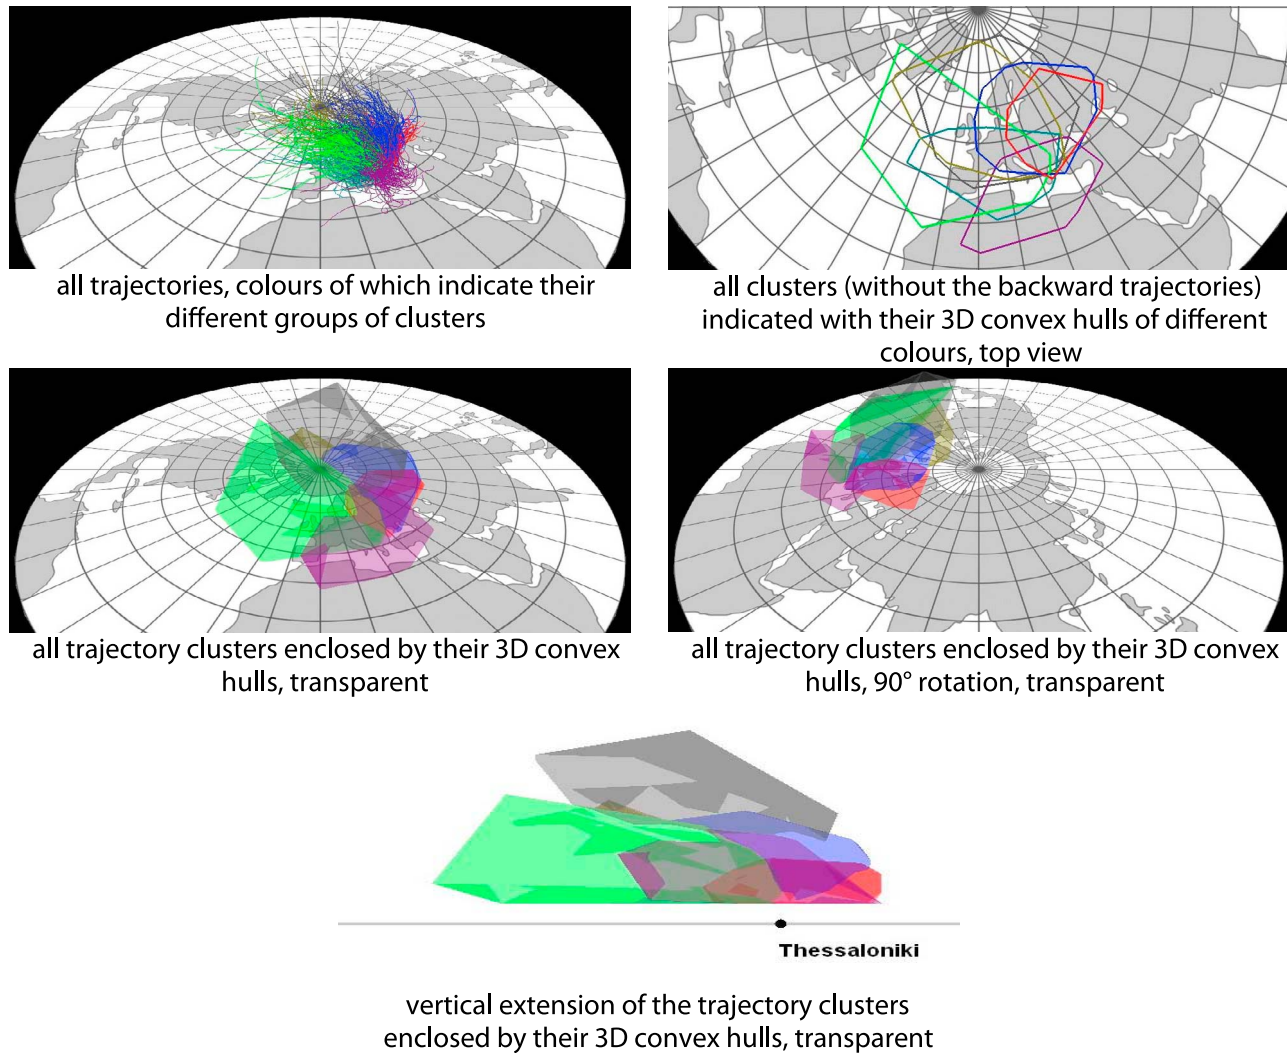 all trajectories, colours of which indicate their
different groups of clusters
all clusters (without the backward trajectories)
indicated with their 3D convex hulls of different
colours, top view
all trajectory clusters enclosed by their 3D convex
hulls, transparent
all trajectory clusters enclosed by their 3D convex
hulls, 90° rotation, transparent
Thessaloniki
vertical extension of the trajectory clusters
enclosed by their 3D convex hulls, transparent